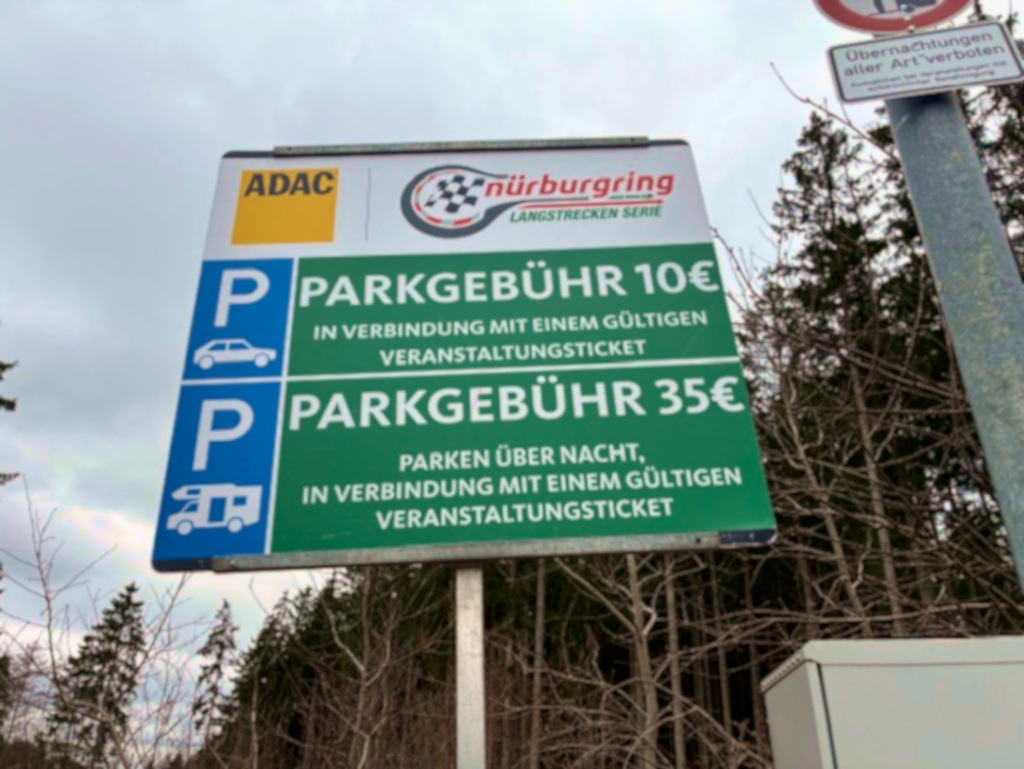 Übernachtungen
aller Art verboten
ADAC
nürburgring
LANGSTRECKEN SERIE
P
PARKGEBÜHR 10€
IN VERBINDUNG MIT EINEM GÜLTIGEN
VERANSTALTUNGSTICKET
P
PARKGEBÜHR 35€
PARKEN ÜBER NACHT,
IN VERBINDUNG MIT EINEM GÜLTIGEN
VERANSTALTUNGSTICKET